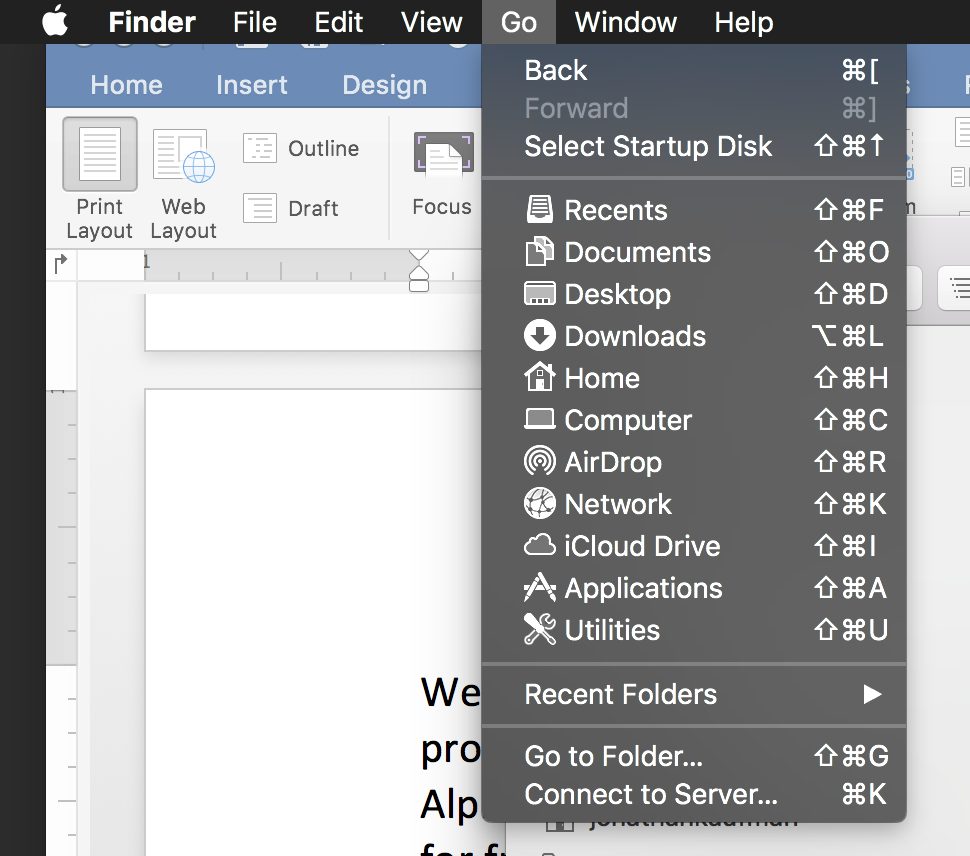 Finder File Edit View Go Window Help
Home Insert Design
Back ⌘[
Forward ⌘]
Select Startup Disk ⇧⌘↑
Outline
Draft
Print Layout
Web Layout
Focus
1
Recents ⇧⌘F
Documents ⇧⌘O
Desktop ⇧⌘D
Downloads ⌥⌘L
Home ⇧⌘H
Computer ⇧⌘C
AirDrop ⇧⌘R
Network ⇧⌘K
iCloud Drive ⇧⌘I
Applications ⇧⌘A
Utilities ⇧⌘U
Recent Folders ▶
Go to Folder... ⇧⌘G
Connect to Server... ⌘K
We
pro
Alp